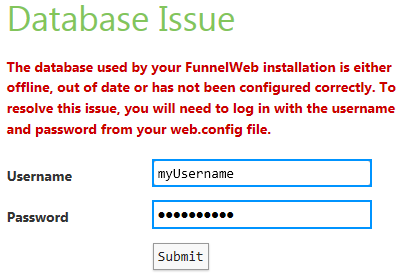 Database Issue
The database used by your FunnelWeb installation is either
offline, out of date or has not been configured correctly. To
resolve this issue, you will need to log in with the username
and password from your web.config file.
Username myUsername
Password ●●●●●●●●●●
Submit